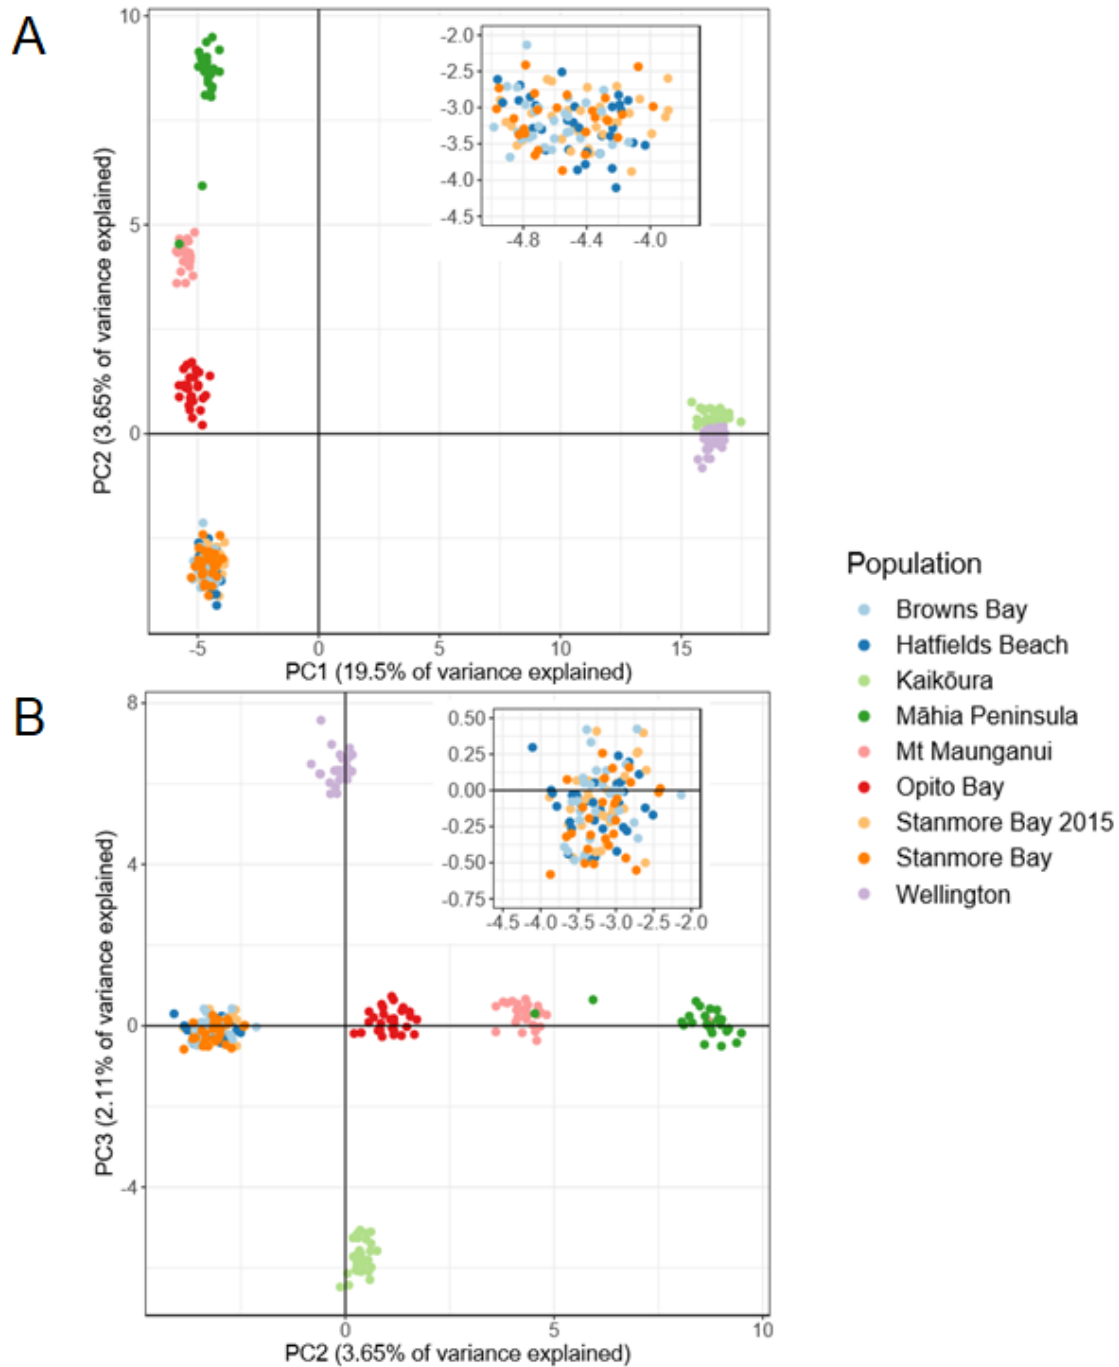 A
10
5
0
PC2 (3.65% of variance explained)
-2.0
-2.5
-3.0
-3.5
-4.0
-4.5
-4.8 -4.4 -4.0
-5 0 5 10 15
PC1 (19.5% of variance explained)
B
8
4
0
-4
PC3 (2.11% of variance explained)
0.50
0.25
0.00
-0.25
-0.50
-0.75
-4.5 -4.0 -3.5 -3.0 -2.5 -2.0
0 5 10
PC2 (3.65% of variance explained)
Population
Browns Bay
Hatfields Beach
Kaikōura
Māhia Peninsula
Mt Maunganui
Opito Bay
Stanmore Bay 2015
Stanmore Bay
Wellington